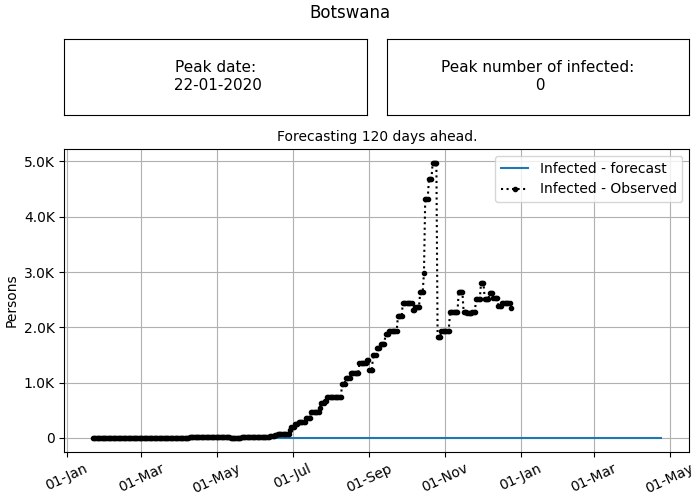 Botswana
Peak date:
22-01-2020
Peak number of infected:
0
Forecasting 120 days ahead.
Infected - forecast
Infected - Observed
5.0K
4.0K
3.0K
2.0K
1.0K
0
Persons
01-Jan
01-Mar
01-May
01-Jul
01-Sep
01-Nov
01-Jan
01-Mar
01-May